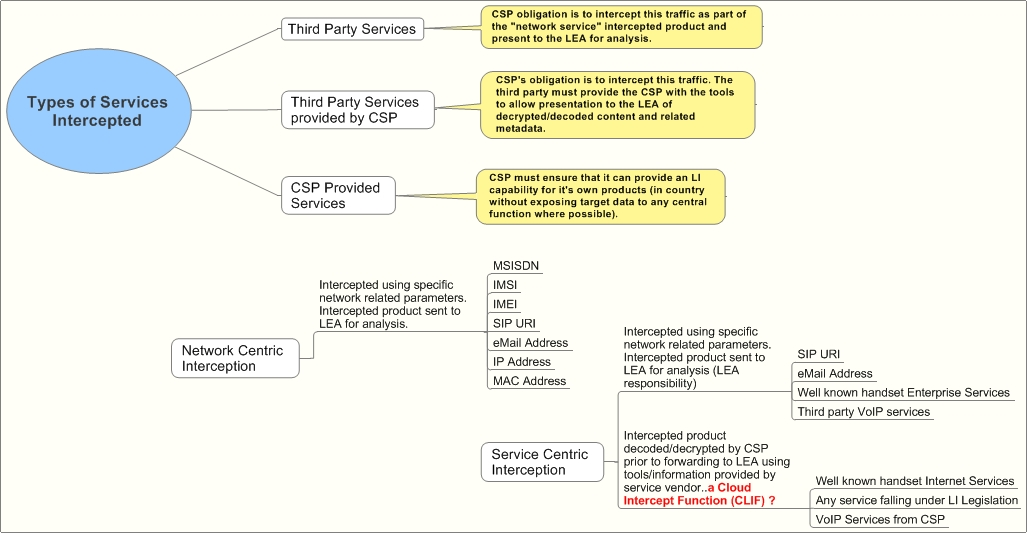 Types of Services
Intercepted
Third Party Services
CSP obligation is to intercept this traffic as part of
the "network service" intercepted product and
present to the LEA for analysis.
Third Party Services
provided by CSP
CSP's obligation is to intercept this traffic. The
third party must provide the CSP with the tools
to allow presentation to the LEA of
decrypted/decoded content and related
metadata.
CSP Provided
Services
CSP must ensure that it can provide an LI
capability for it's own products (in country
without exposing target data to any central
function where possible).
Network Centric
Interception
Intercepted using specific
network related parameters.
Intercepted product sent to
LEA for analysis.
MSISDN
IMSI
IMEI
SIP URI
eMail Address
IP Address
MAC Address
Service Centric
Interception
Intercepted using specific
network related parameters.
Intercepted product sent to
LEA for analysis (LEA
responsibility)
SIP URI
eMail Address
Well known handset Enterprise Services
Third party VoIP services
Intercepted product
decoded/decrypted by CSP
prior to forwarding to LEA using
tools/information provided by
service vendor..a Cloud
Intercept Function (CLIF) ?
Well known handset Internet Services
Any service falling under LI Legislation
VoIP Services from CSP